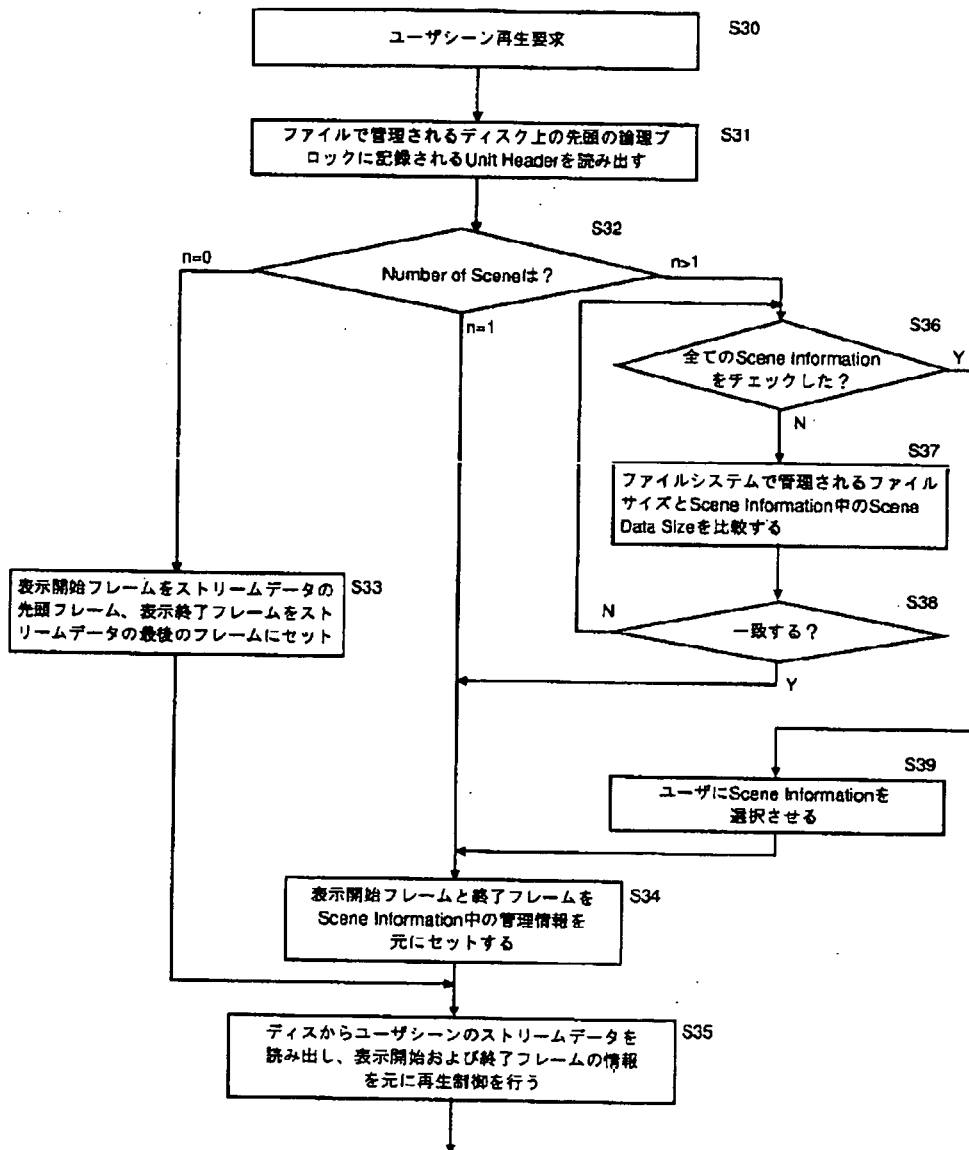 ユーザシーン再生要求
S30
ファイルで管理されるディスク上の先頭の論理ブ
ロックに記録されるUnit Headerを読み出す
S31
S32
n=0
Number of Sceneは?
n>1
n=1
S36
全てのScene Information
をチェックした?
Y
N
S37
ファイルシステムで管理されるファイル
サイズとScene Information中のScene
Data Sizeを比較する
表示開始フレームをストリームデータの
先頭フレーム、表示終了フレームをスト
リームデータの最後のフレームにセット
S33
S38
N
一致する?
Y
S39
ユーザにScene Informationを
選択させる
表示開始フレームと終了フレームを
Scene Information中の管理情報を
元にセットする
S34
ディスからユーザシーンのストリームデータを
読み出し、表示開始および終了フレームの情報
を元に再生制御を行う
S35